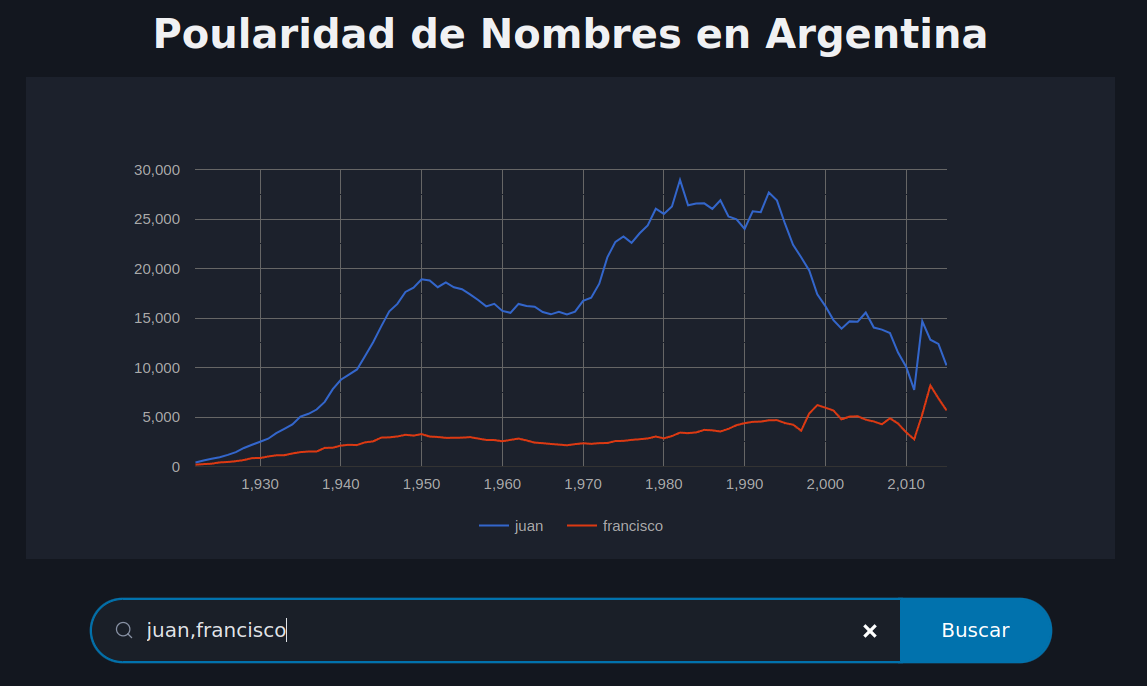 Poularidad de Nombres en Argentina
30,000
25,000
20,000
15,000
10,000
5,000
0
1,930 1,940 1,950 1,960 1,970 1,980 1,990 2,000 2,010
juan francisco
juan,francisco Buscar